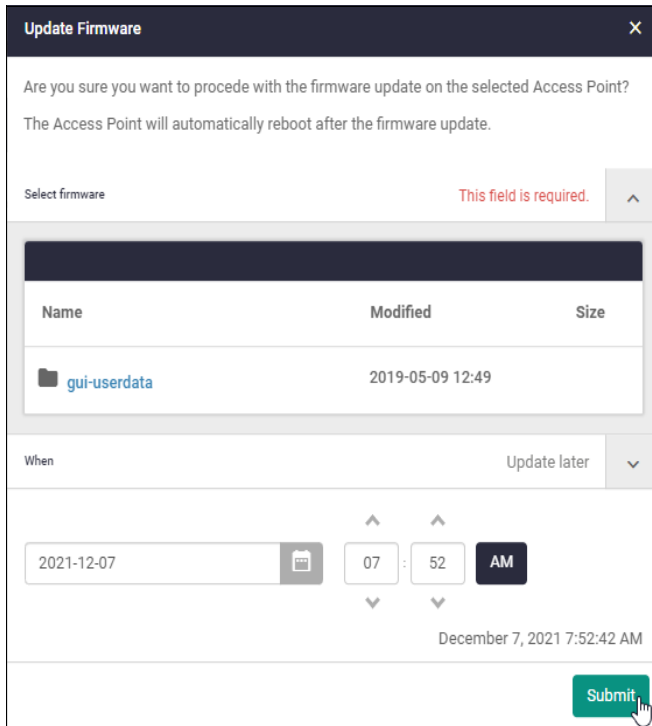 Update Firmware
Are you sure you want to procede with the firmware update on the selected Access Point?
The Access Point will automatically reboot after the firmware update.
Select firmware This field is required.
Name Modified Size
gui-userdata 2019-05-09 12:49
When Update later
2021-12-07 07 : 52 AM
December 7, 2021 7:52:42 AM
Submit